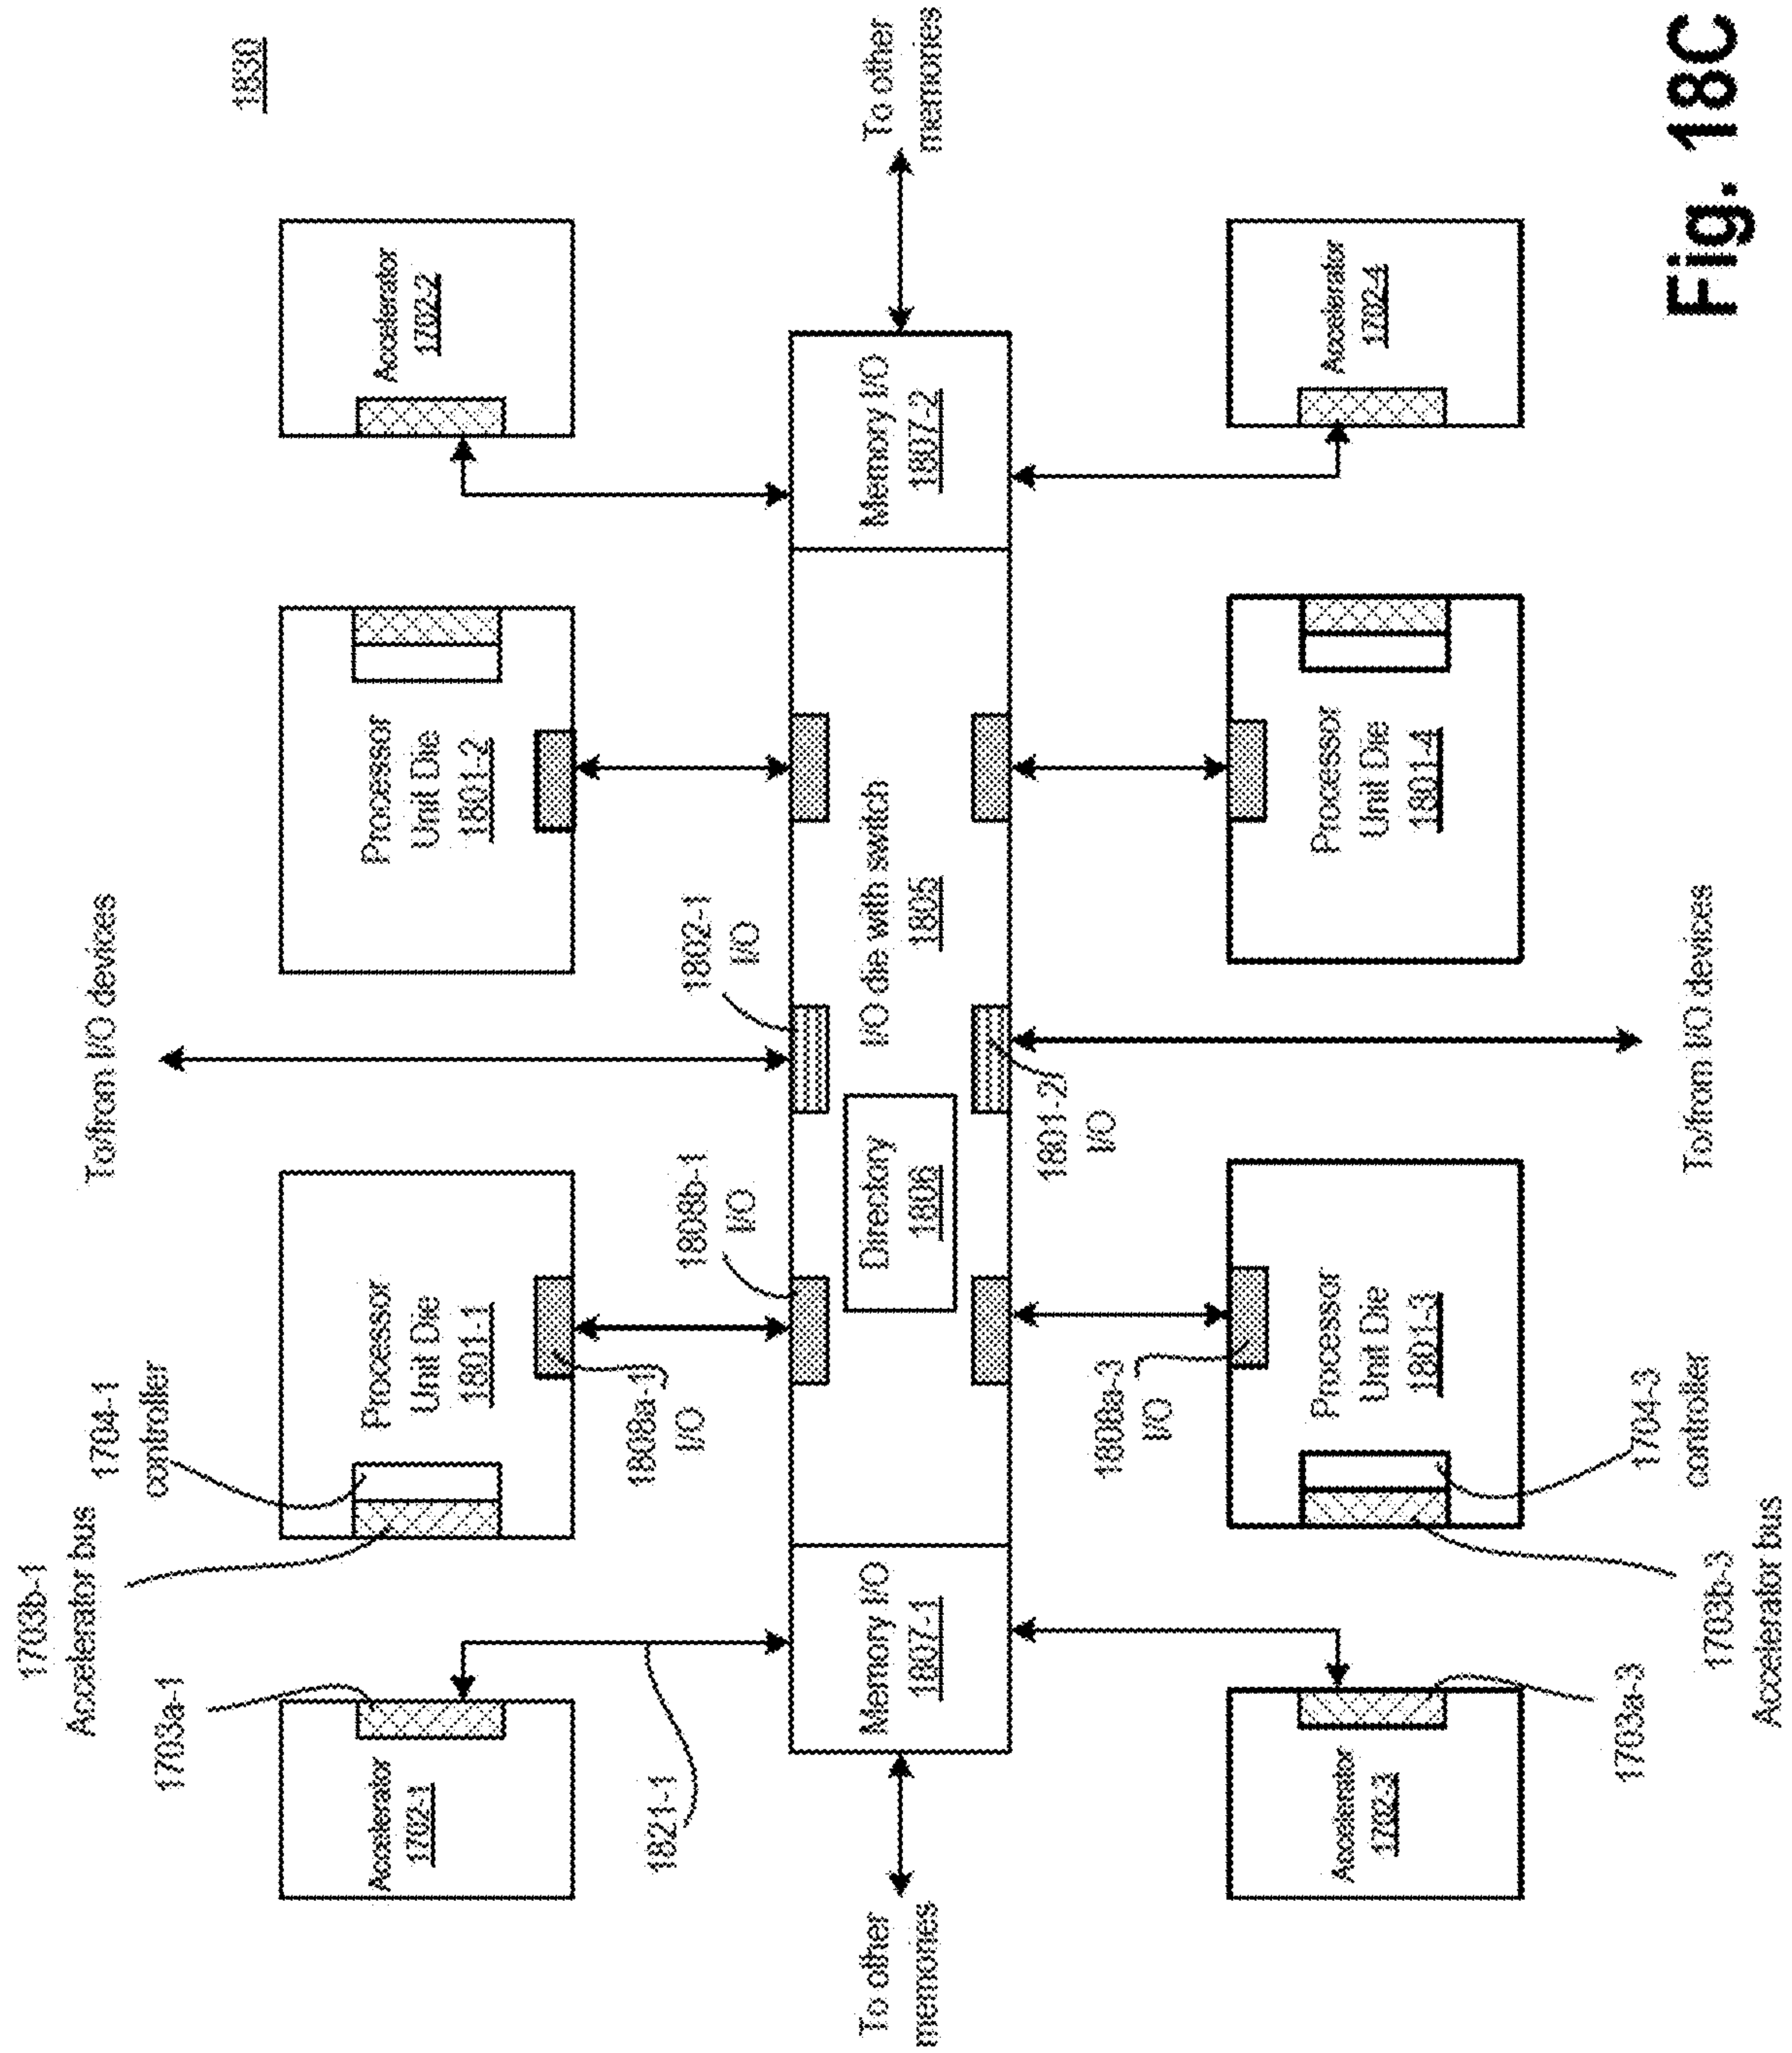 1830
To/from I/O devices
1703b-1
Accelerator bus
1704-1
controller
1703a-1
Accelerator
1702-1
Processor
Unit Die
1801-1
Processor
Unit Die
1801-2
Accelerator
1702-2
1821-1
1808a-1
I/O
1808b-1
I/O
1802-1
I/O
To other
memories
Memory I/O
1807-1
Directory
1806
I/O die with switch
1805
Memory I/O
1807-2
To other
memories
1808a-3
I/O
1801-2
I/O
Accelerator
1702-3
Processor
Unit Die
1801-3
Processor
Unit Die
1801-4
Accelerator
1702-4
1703a-3
1704-3
controller
1703b-3
Accelerator bus
To/from I/O devices
Fig. 18C